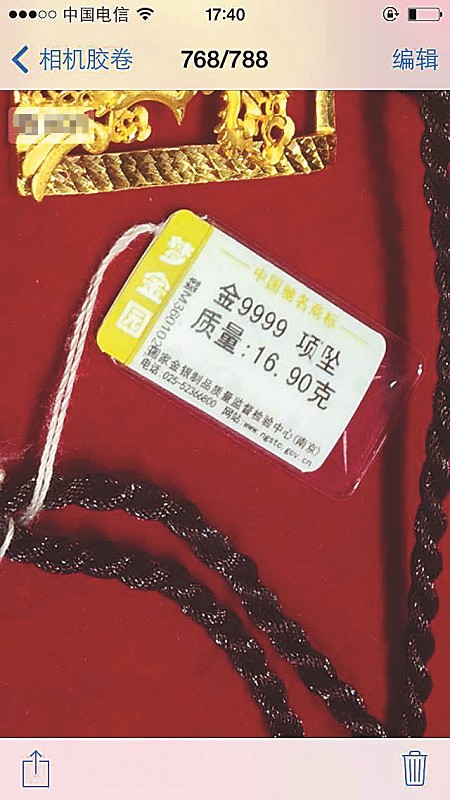 中国电信 17:40
相机胶卷 768/788 编辑
梦金园
中国驰名商标
金9999 项坠
质量:16.90克
国家金银制品质量监督检验中心(南京)
电话:025-52366800 网站:www.ngstc.gov.cn